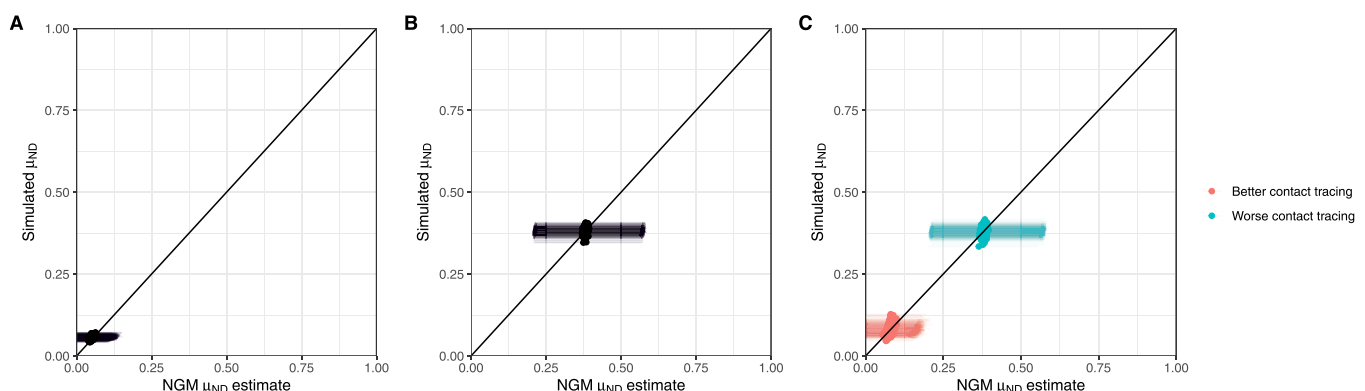 A
B
C
1.00
0.75
0.50
0.25
0.00
Simulated μND
0.00 0.25 0.50 0.75 1.00
NGM μND estimate
1.00
0.75
0.50
0.25
0.00
Simulated μND
0.00 0.25 0.50 0.75 1.00
NGM μND estimate
1.00
0.75
0.50
0.25
0.00
Simulated μND
0.00 0.25 0.50 0.75 1.00
NGM μND estimate
Better contact tracing
Worse contact tracing